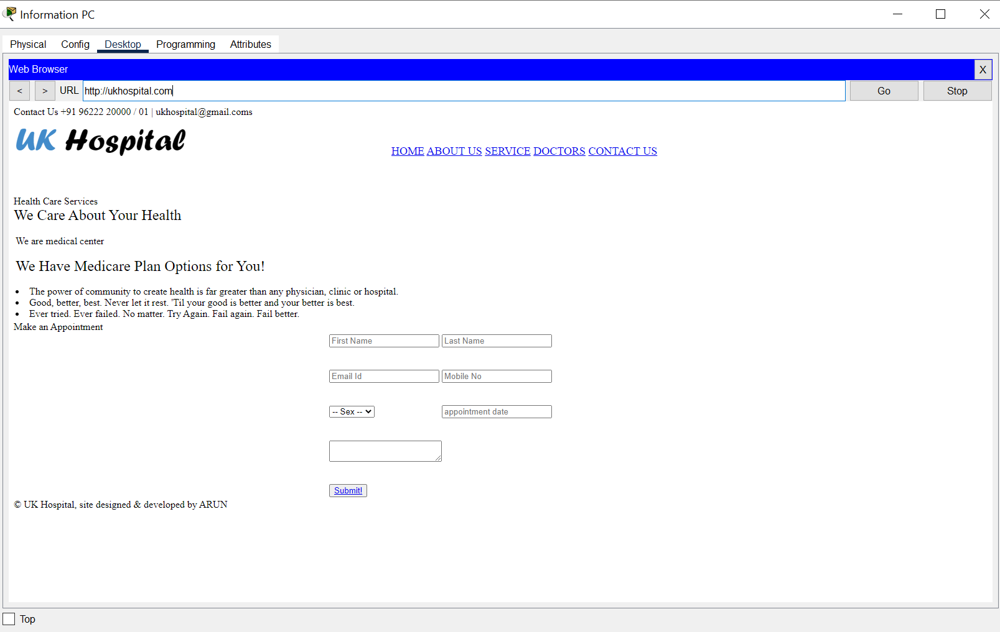 Information PC
Physical Config Desktop Programming Attributes
Web Browser X
< > URL http://ukhospital.com Go Stop
Contact Us +91 96222 20000 / 01 | ukhospital@gmail.coms
UK Hospital
HOME ABOUT US SERVICE DOCTORS CONTACT US
Health Care Services
We Care About Your Health
We are medical center
We Have Medicare Plan Options for You!
• The power of community to create health is far greater than any physician, clinic or hospital.
• Good, better, best. Never let it rest. 'Til your good is better and your better is best.
• Ever tried. Ever failed. No matter. Try Again. Fail again. Fail better.
Make an Appointment
First Name Last Name
Email Id Mobile No
-- Sex -- appointment date
Submit!
© UK Hospital, site designed & developed by ARUN
Top